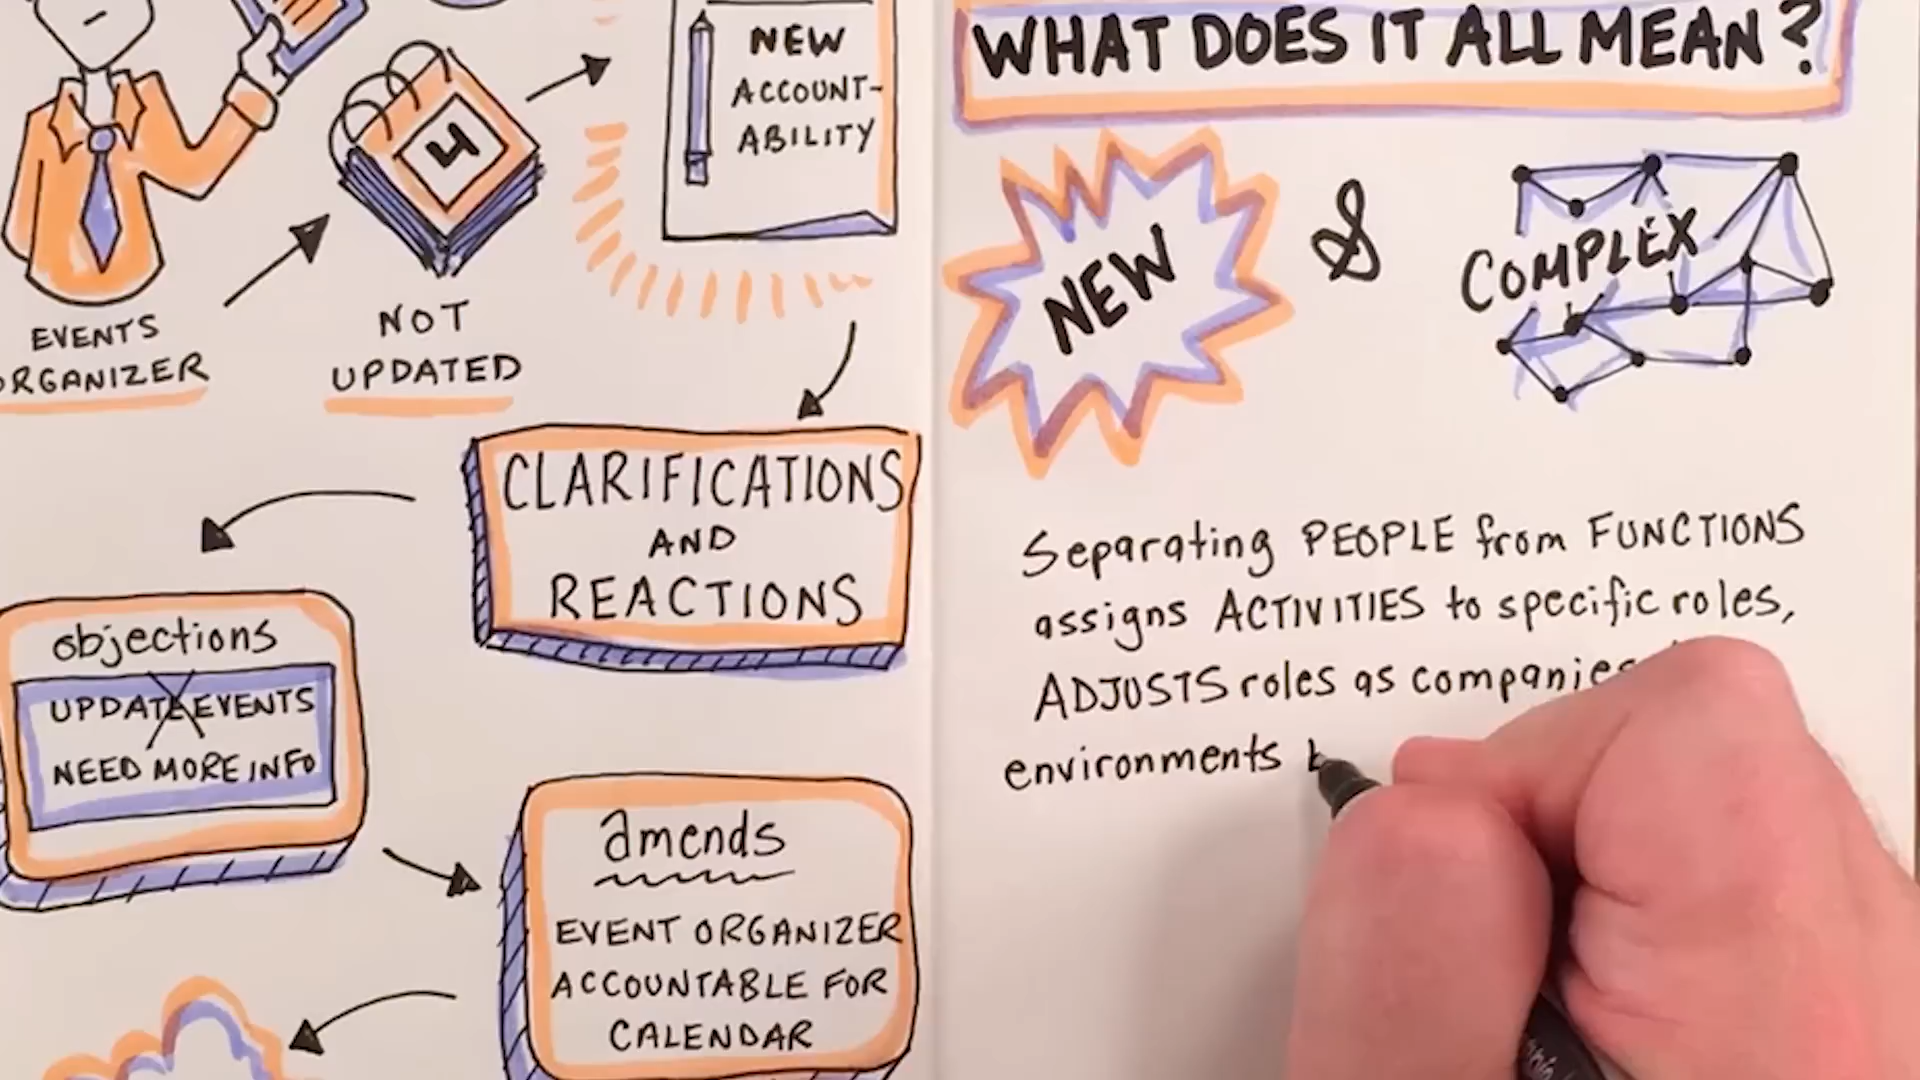 4
NEW
ACCOUNT-
ABILITY
EVENTS
ORGANIZER
NOT
UPDATED
CLARIFICATIONS
AND
REACTIONS
objections
UPDATE EVENTS
NEED MORE INFO
amends
EVENT ORGANIZER
ACCOUNTABLE FOR
CALENDAR
WHAT DOES IT ALL MEAN?
NEW
&
COMPLEX
Separating PEOPLE from FUNCTIONS
assigns ACTIVITIES to specific roles,
ADJUSTS roles as companies
environments